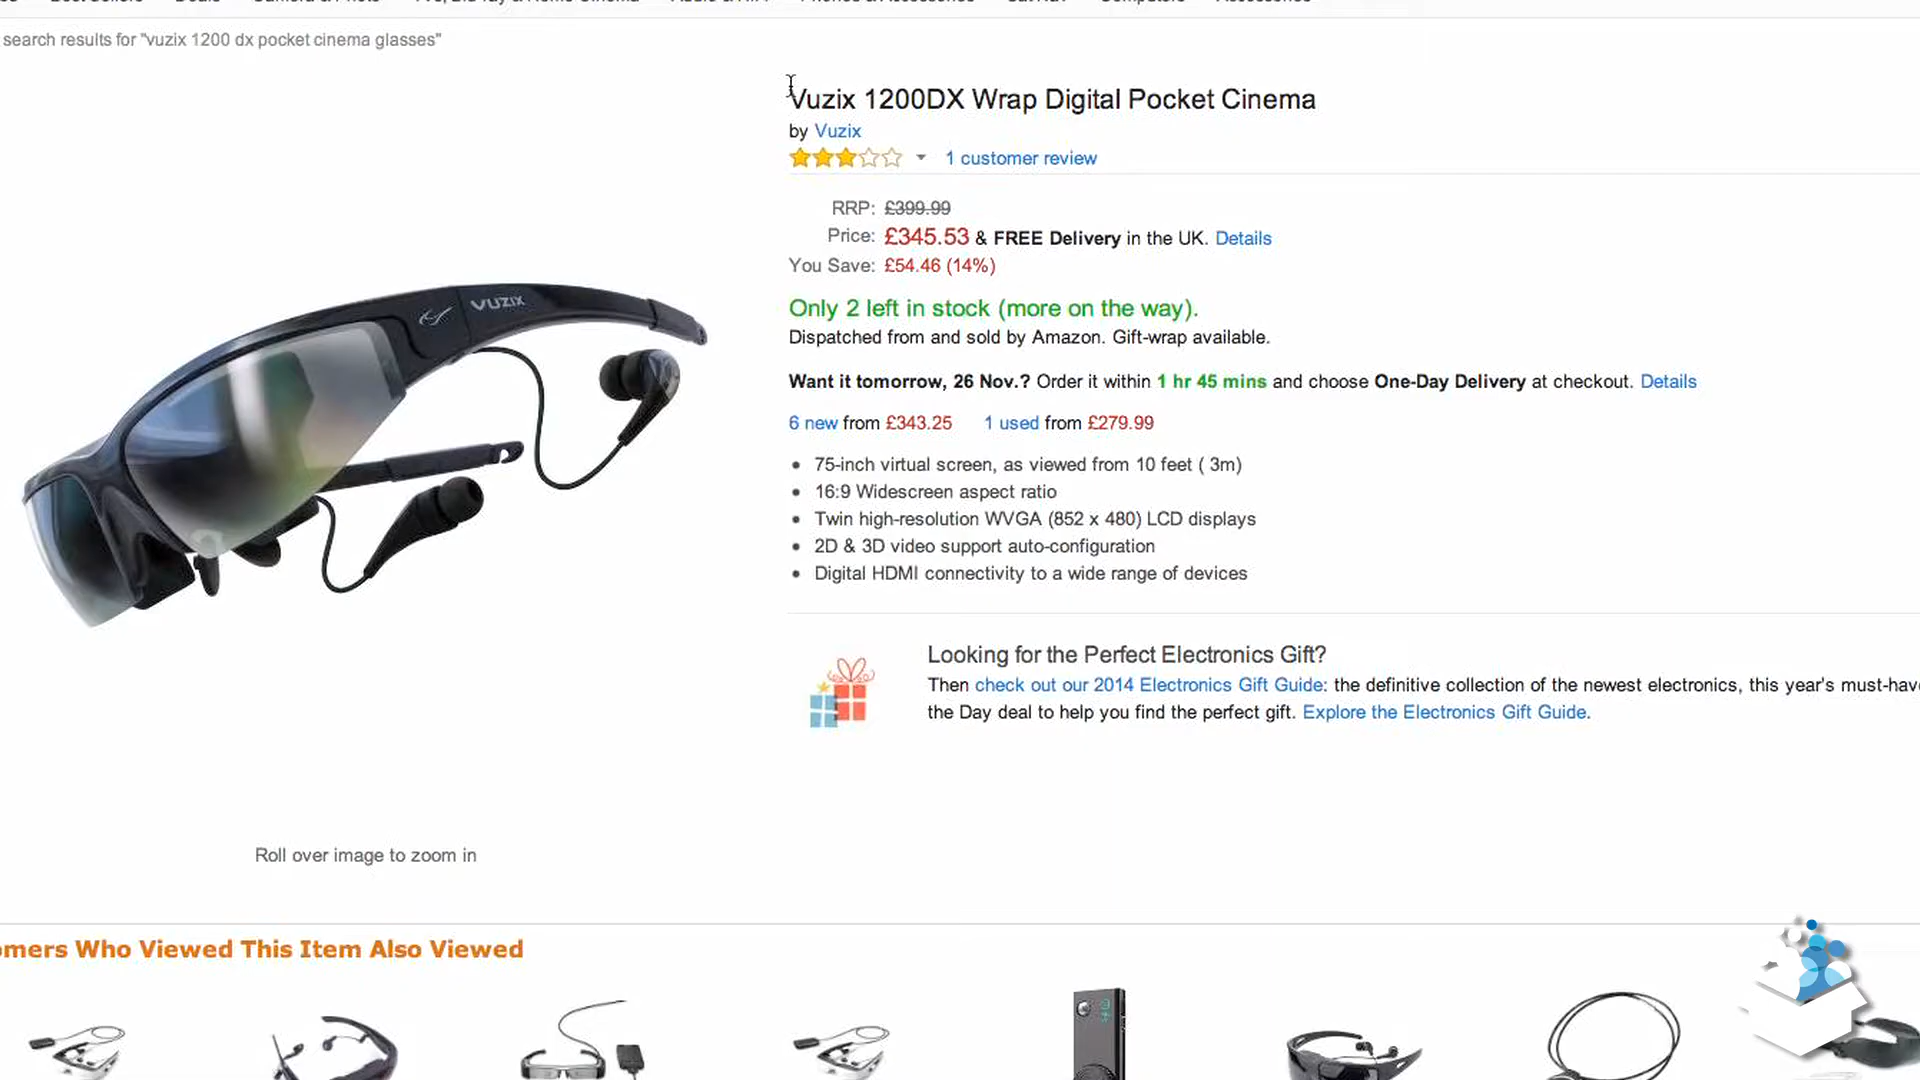 search results for "vuzix 1200 dx pocket cinema glasses"
Vuzix 1200DX Wrap Digital Pocket Cinema
by Vuzix
1 customer review
RRP: £399.99
Price: £345.53 & FREE Delivery in the UK. Details
You Save: £54.46 (14%)
Only 2 left in stock (more on the way).
Dispatched from and sold by Amazon. Gift-wrap available.
Want it tomorrow, 26 Nov.? Order it within 1 hr 45 mins and choose One-Day Delivery at checkout. Details
6 new from £343.25 1 used from £279.99
75-inch virtual screen, as viewed from 10 feet ( 3m)
16:9 Widescreen aspect ratio
Twin high-resolution WVGA (852 x 480) LCD displays
2D & 3D video support auto-configuration
Digital HDMI connectivity to a wide range of devices
VUZIX
Looking for the Perfect Electronics Gift?
Then check out our 2014 Electronics Gift Guide: the definitive collection of the newest electronics, this year's must-hav
the Day deal to help you find the perfect gift. Explore the Electronics Gift Guide.
Roll over image to zoom in
omers Who Viewed This Item Also Viewed